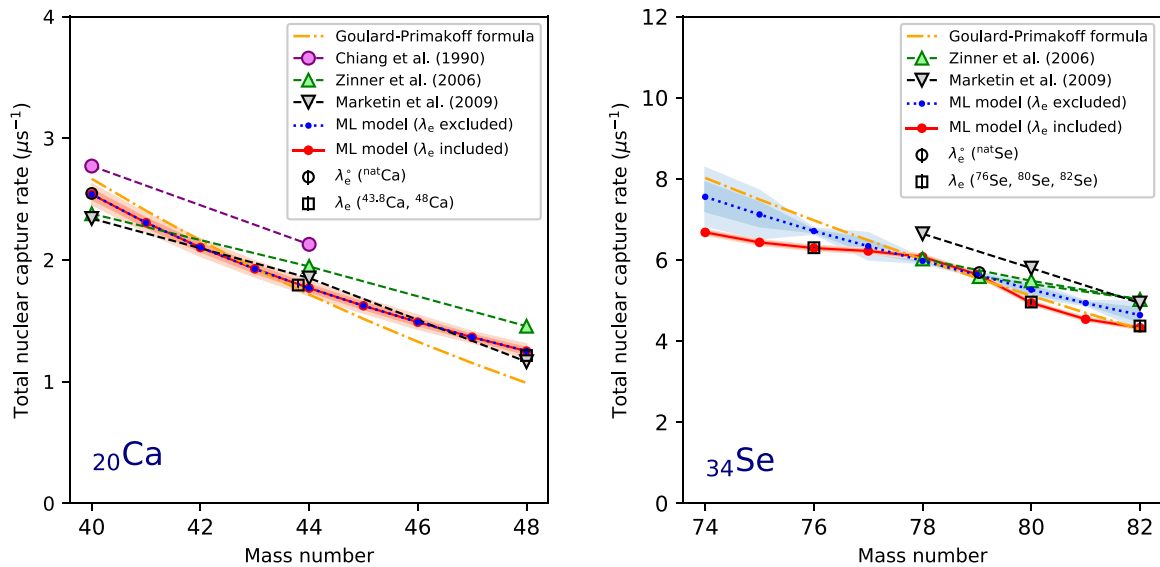 Total nuclear capture rate (μs⁻¹)
4
3
2
1
0
Goulard-Primakoff formula
Chiang et al. (1990)
Zinner et al. (2006)
Marketin et al. (2009)
ML model (λₑ excluded)
ML model (λₑ included)
λₑ° (ⁿᵃᵗCa)
λₑ (⁴³·⁸Ca, ⁴⁸Ca)
₂₀Ca
40 42 44 46 48
Mass number
Total nuclear capture rate (μs⁻¹)
12
10
8
6
4
2
0
Goulard-Primakoff formula
Zinner et al. (2006)
Marketin et al. (2009)
ML model (λₑ excluded)
ML model (λₑ included)
λₑ° (ⁿᵃᵗSe)
λₑ (⁷⁶Se, ⁸⁰Se, ⁸²Se)
₃₄Se
74 76 78 80 82
Mass number